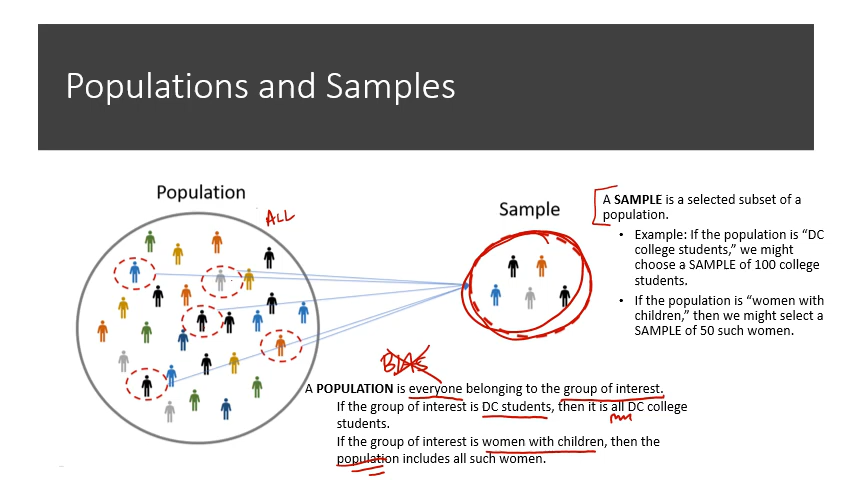 Populations and Samples
Population
ALL
Sample
A SAMPLE is a selected subset of a
population.
• Example: If the population is “DC
college students,” we might
choose a SAMPLE of 100 college
students.
• If the population is “women with
children,” then we might select a
SAMPLE of 50 such women.
BIAS
A POPULATION is everyone belonging to the group of interest.
If the group of interest is DC students, then it is all DC college
students.
If the group of interest is women with children, then the
population includes all such women.